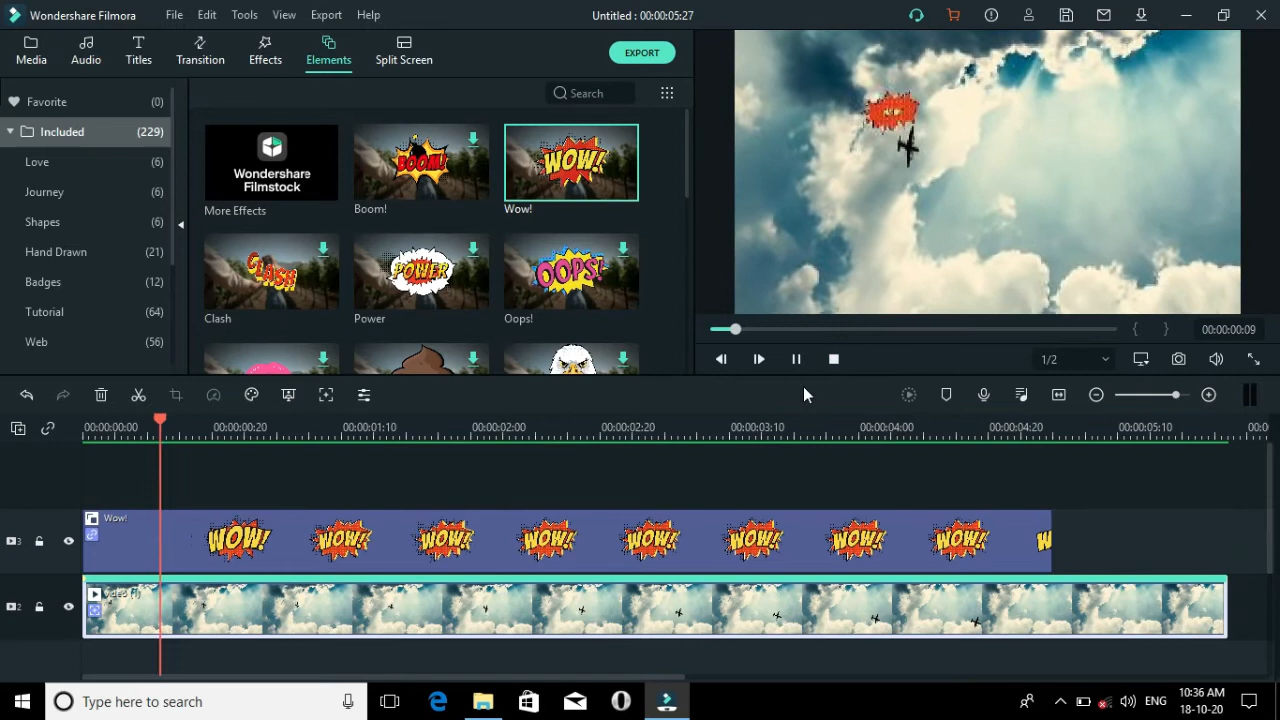 Wondershare Filmora File Edit Tools View Export Help Untitled : 00:00:05:27
Media Audio Titles Transition Effects Elements Split Screen EXPORT
Favorite (0)
Included (229)
Love (6)
Journey (6)
Shapes (6)
Hand Drawn (21)
Badges (12)
Tutorial (64)
Web (56)
Search
Wondershare
Filmstock
More Effects
BOOM!
Boom!
WOW!
Wow!
CLASH
Clash
POWER
Power
OOPS!
Oops!
00:00:00:09
1/2
00:00:00:00 00:00:00:20 00:00:01:10 00:00:02:00 00:00:02:20 00:00:03:10 00:00:04:00 00:00:04:20 00:00:05:10 00:0
Wow!
WOW! WOW! WOW! WOW! WOW! WOW! WOW! WOW!
3
2
Type here to search
ENG
10:36 AM
18-10-20